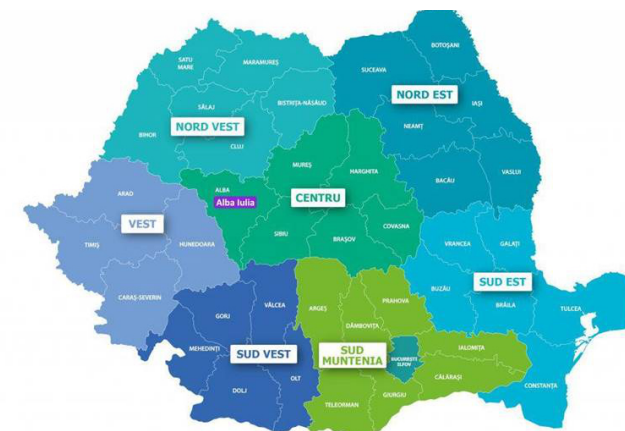 BOTOȘANI
SATU
MARE
MARAMUREȘ
SUCEAVA
NORD EST
IAȘI
SĂLAJ
BISTRIȚA-NĂSĂUD
NORD VEST
BIHOR
CLUJ
NEAMȚ
MUREȘ
HARGHITA
BACĂU
VASLUI
ALBA
Alba Iulia
CENTRU
ARAD
VEST
TIMIȘ
HUNEDOARA
SIBIU
BRAȘOV
COVASNA
VRANCEA
GALAȚI
CARAȘ-SEVERIN
BUZĂU
SUD EST
BRĂILA
TULCEA
GORJ
VÂLCEA
ARGEȘ
PRAHOVA
DÂMBOVIȚA
MEHEDINȚI
SUD VEST
SUD
MUNTENIA
BUCUREȘTI
ILFOV
IALOMIȚA
CĂLĂRAȘI
DOLJ
OLT
TELEORMAN
GIURGIU
CONSTANȚA